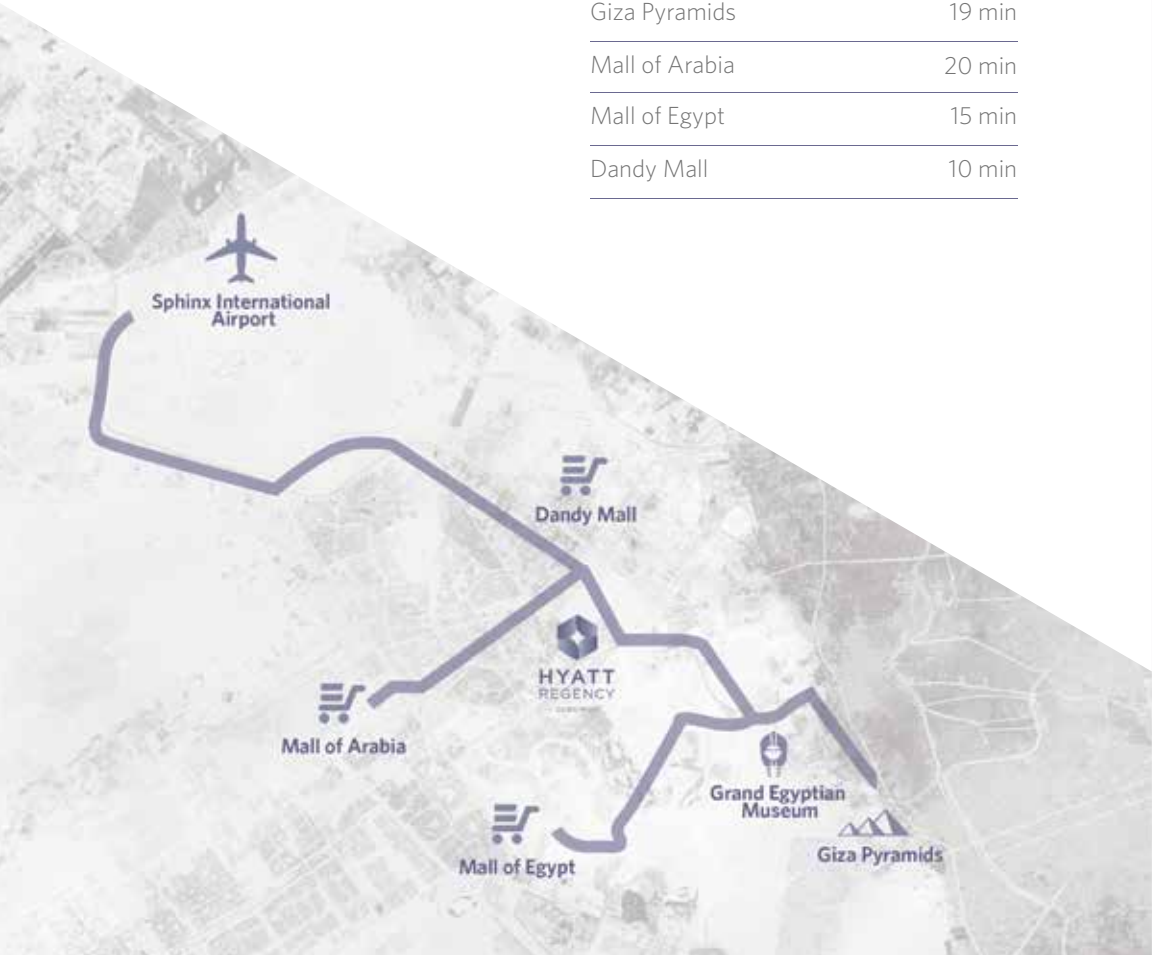 Giza Pyramids 19 min
Mall of Arabia 20 min
Mall of Egypt 15 min
Dandy Mall 10 min
Sphinx International
Airport
Dandy Mall
HYATT
REGENCY
Mall of Arabia
Grand Egyptian
Museum
Giza Pyramids
Mall of Egypt